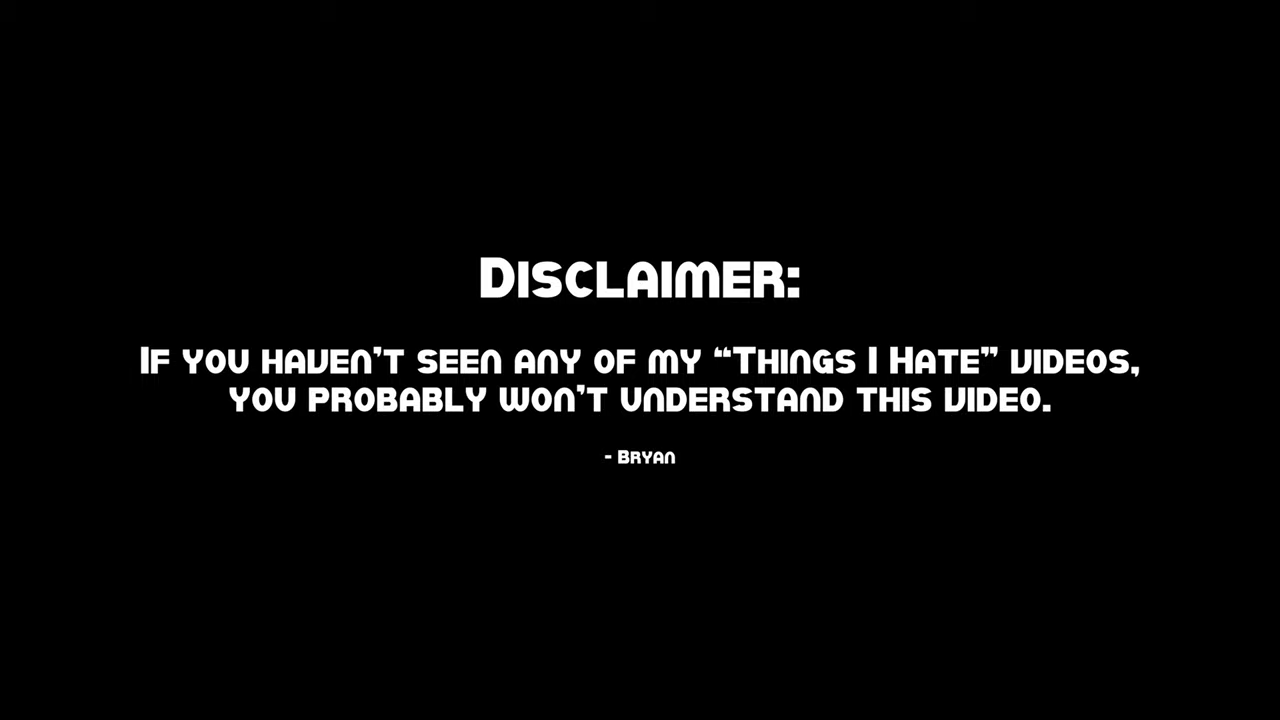 Disclaimer:
If you haven't seen any of my “Things I Hate” videos,
you probably won't understand this video.
- Bryan